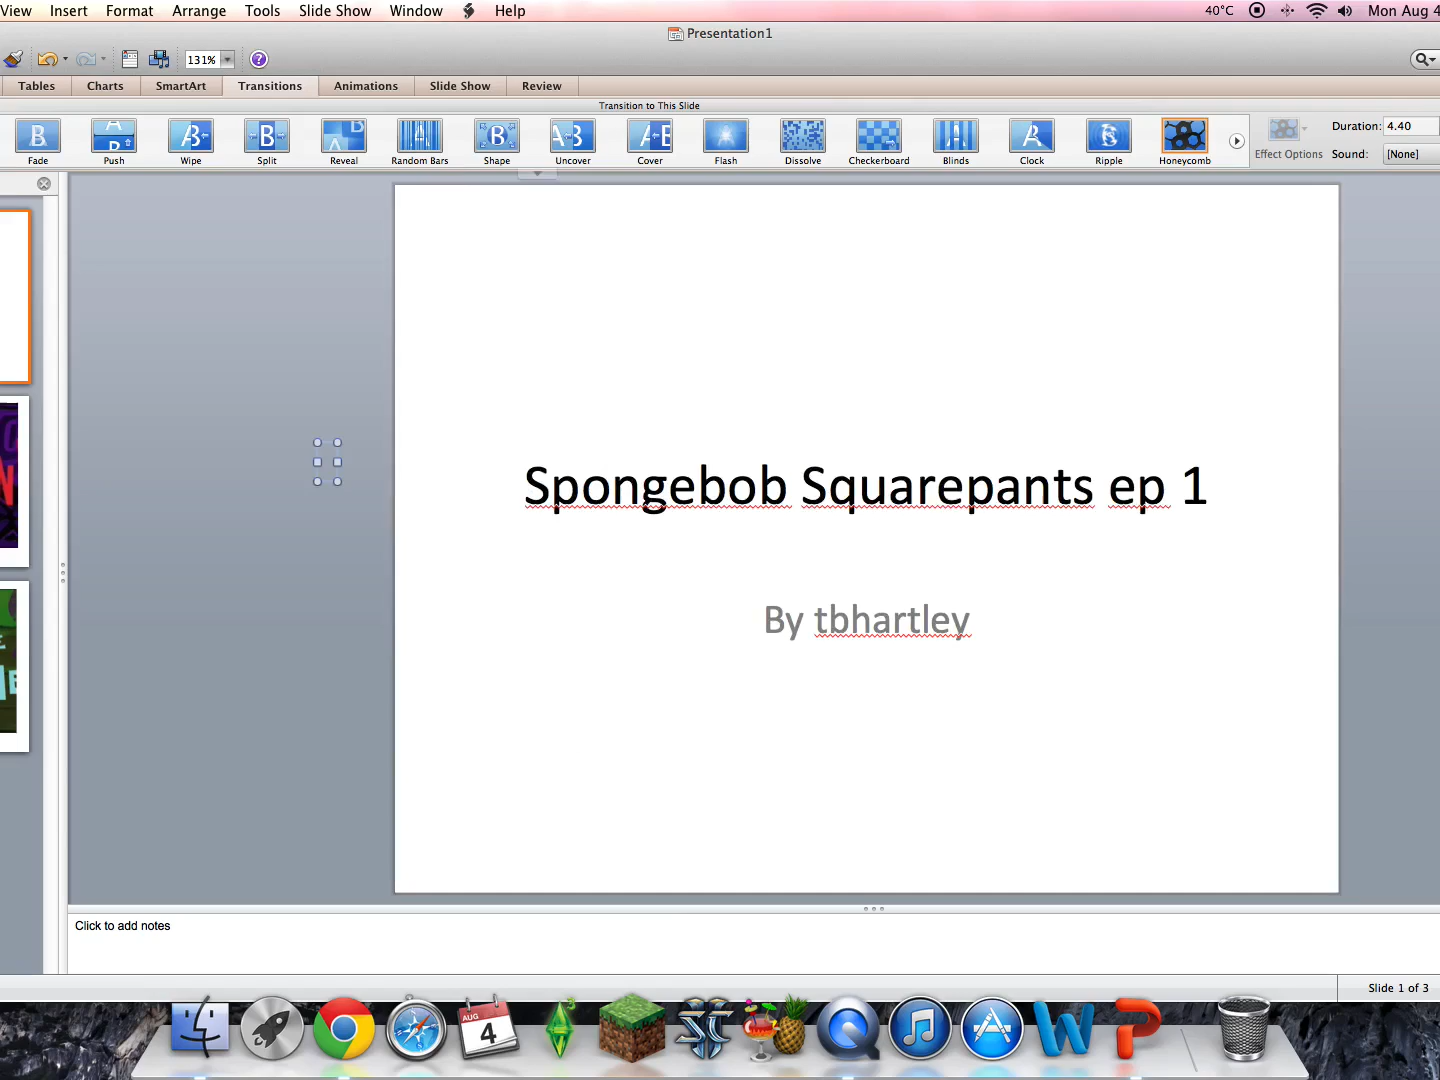 View Insert Format Arrange Tools Slide Show Window Help 40°C Mon Aug 4
Presentation1
131%
Tables Charts SmartArt Transitions Animations Slide Show Review
Transition to This Slide
Fade Push Wipe Split Reveal Random Bars Shape Uncover Cover Flash Dissolve Checkerboard Blinds Clock Ripple Honeycomb Effect Options
Duration: 4.40
Sound: [None]
Spongebob Squarepants ep 1
By tbhartley
Click to add notes
Slide 1 of 3
AUG
4